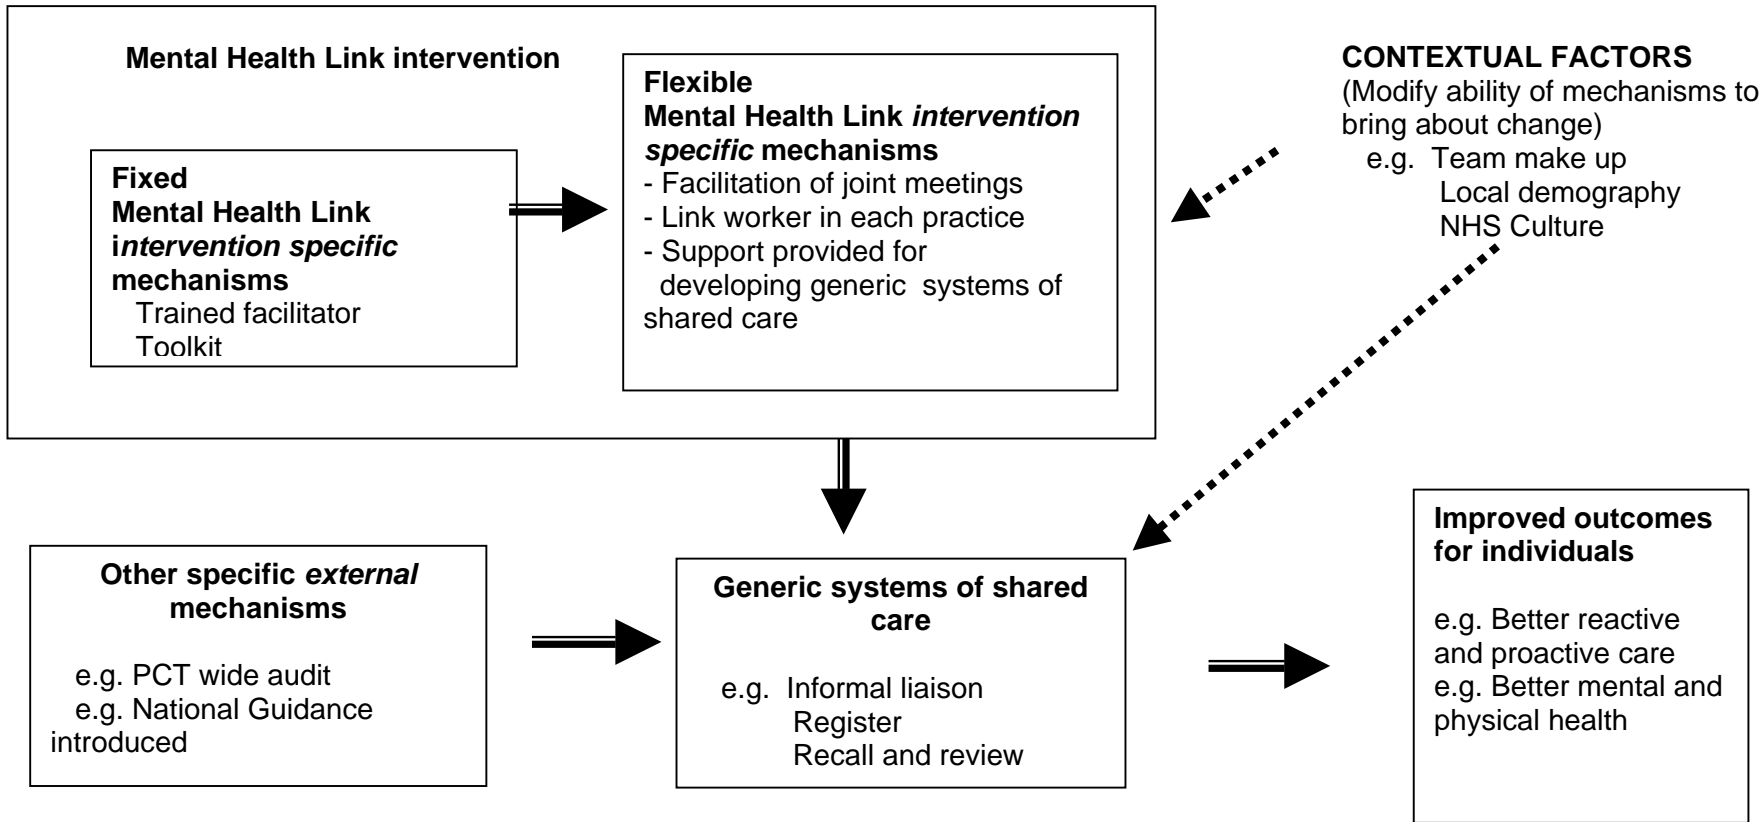 Mental Health Link intervention
Fixed
Mental Health Link
intervention specific
mechanisms
Trained facilitator
Toolkit
Flexible
Mental Health Link intervention
specific mechanisms
- Facilitation of joint meetings
- Link worker in each practice
- Support provided for
developing generic systems of
shared care
CONTEXTUAL FACTORS
(Modify ability of mechanisms to
bring about change)
e.g. Team make up
Local demography
NHS Culture
Other specific external
mechanisms
e.g. PCT wide audit
e.g. National Guidance
introduced
Generic systems of shared
care
e.g. Informal liaison
Register
Recall and review
Improved outcomes
for individuals
e.g. Better reactive
and proactive care
e.g. Better mental and
physical health